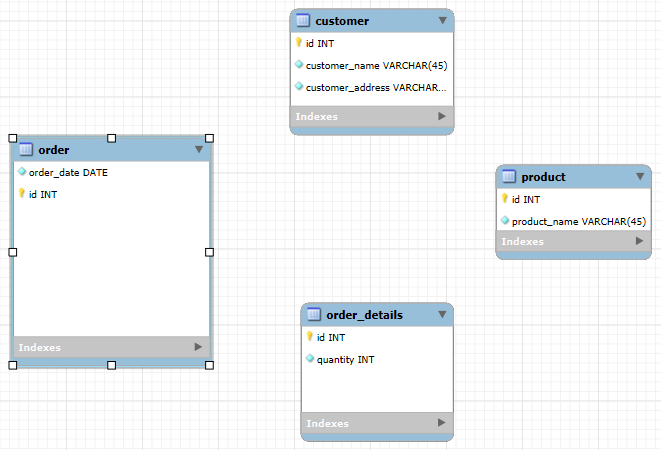 customer
id INT
customer_name VARCHAR(45)
customer_address VARCHAR...
Indexes
order
order_date DATE
id INT
Indexes
product
id INT
product_name VARCHAR(45)
Indexes
order_details
id INT
quantity INT
Indexes